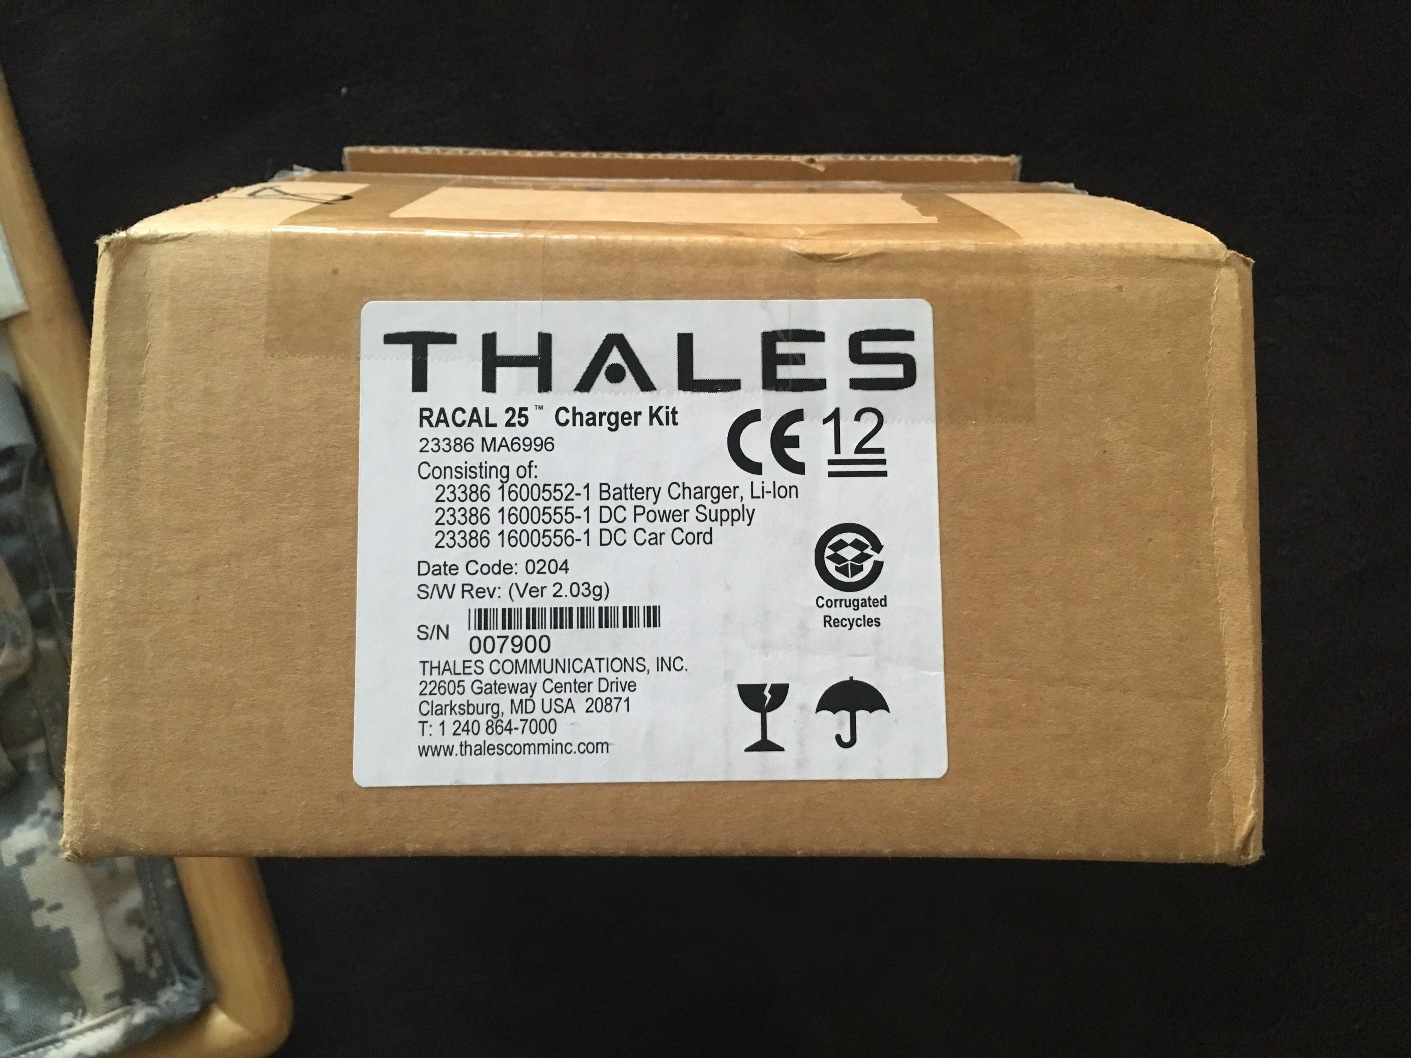 THALES
RACAL 25™ Charger Kit
23386 MA6996
CE 12
Consisting of:
23386 1600552-1 Battery Charger, Li-Ion
23386 1600555-1 DC Power Supply
23386 1600556-1 DC Car Cord
Date Code: 0204
S/W Rev: (Ver 2.03g)
Corrugated
Recycles
S/N
007900
THALES COMMUNICATIONS, INC.
22605 Gateway Center Drive
Clarksburg, MD USA 20871
T: 1 240 864-7000
www.thalescomminc.com